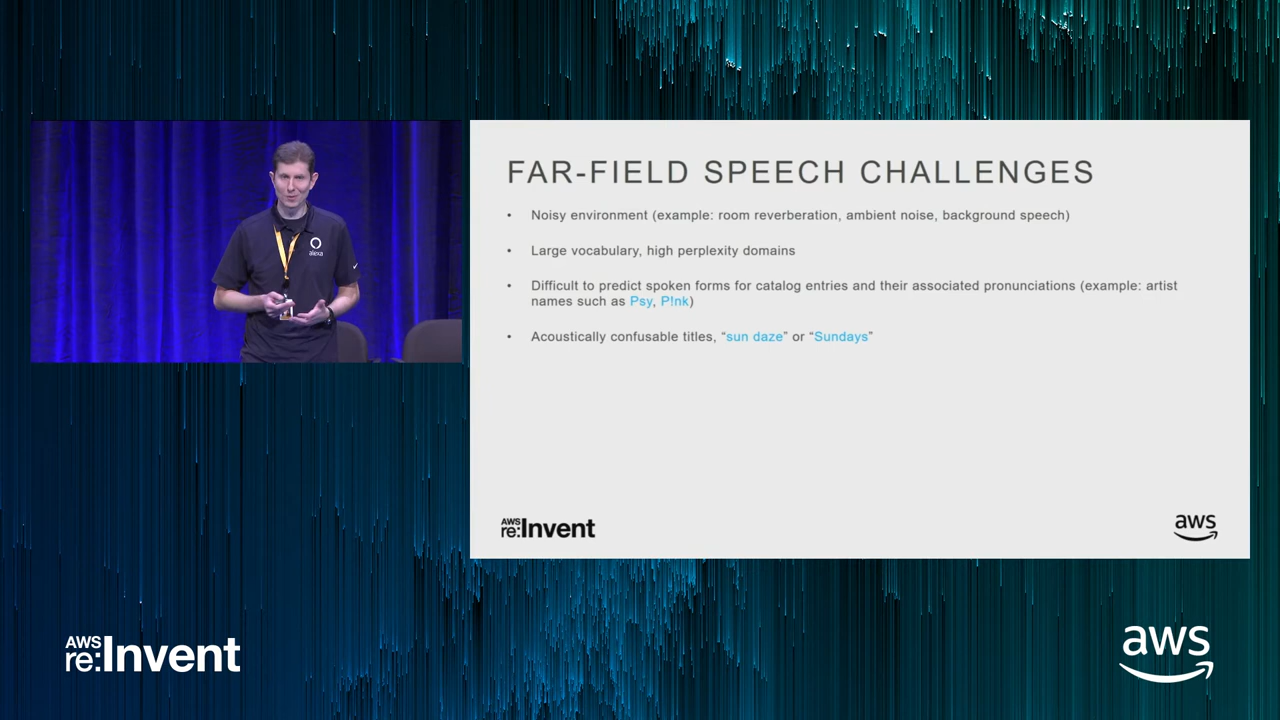 alexa
FAR-FIELD SPEECH CHALLENGES
• Noisy environment (example: room reverberation, ambient noise, background speech)
• Large vocabulary, high perplexity domains
• Difficult to predict spoken forms for catalog entries and their associated pronunciations (example: artist
names such as Psy, P!nk)
• Acoustically confusable titles, “sun daze” or “Sundays”
AWS
re:Invent
aws
AWS
re:Invent
aws